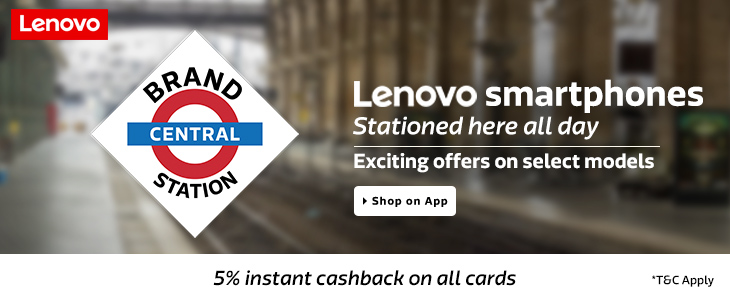 Lenovo
BRAND
CENTRAL
STATION
Lenovo smartphones
Stationed here all day
Exciting offers on select models
Shop on App
5% instant cashback on all cards
*T&C Apply